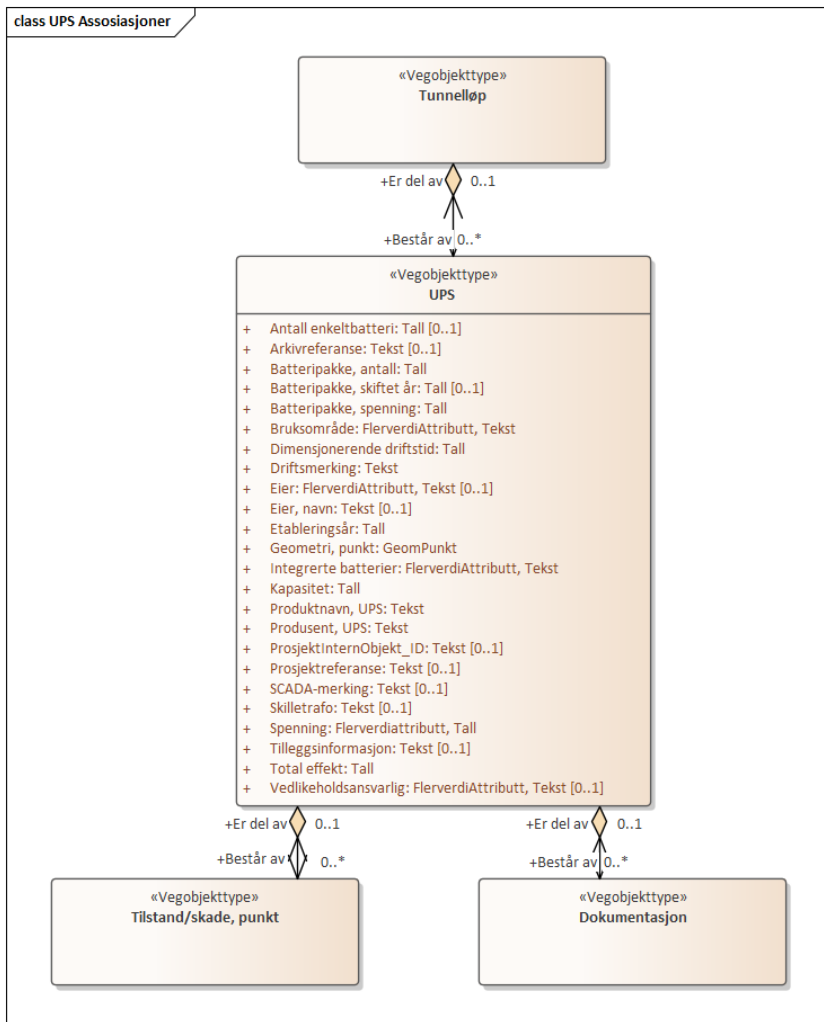 class UPS Assosiasjoner
«Vegobjekttype»
Tunnelløp
+Er del av 0..1
+Består av 0..*
«Vegobjekttype»
UPS
+ Antall enkeltbatteri: Tall [0..1]
+ Arkivreferanse: Tekst [0..1]
+ Batteripakke, antall: Tall
+ Batteripakke, skiftet år: Tall [0..1]
+ Batteripakke, spenning: Tall
+ Bruksområde: FlerverdiAttributt, Tekst
+ Dimensjonerende driftstid: Tall
+ Driftsmerking: Tekst
+ Eier: FlerverdiAttributt, Tekst [0..1]
+ Eier, navn: Tekst [0..1]
+ Etableringsår: Tall
+ Geometri, punkt: GeomPunkt
+ Integrerte batterier: FlerverdiAttributt, Tekst
+ Kapasitet: Tall
+ Produktnavn, UPS: Tekst
+ Produsent, UPS: Tekst
+ ProsjektInternObjekt_ID: Tekst [0..1]
+ Prosjektreferanse: Tekst [0..1]
+ SCADA-merking: Tekst [0..1]
+ Skilletrafo: Tekst [0..1]
+ Spenning: Flerverdiattributt, Tall
+ Tilleggsinformasjon: Tekst [0..1]
+ Total effekt: Tall
+ Vedlikeholdsansvarlig: FlerverdiAttributt, Tekst [0..1]
+Er del av 0..1
+Består av 0..*
«Vegobjekttype»
Tilstand/skade, punkt
+Er del av 0..1
+Består av 0..*
«Vegobjekttype»
Dokumentasjon